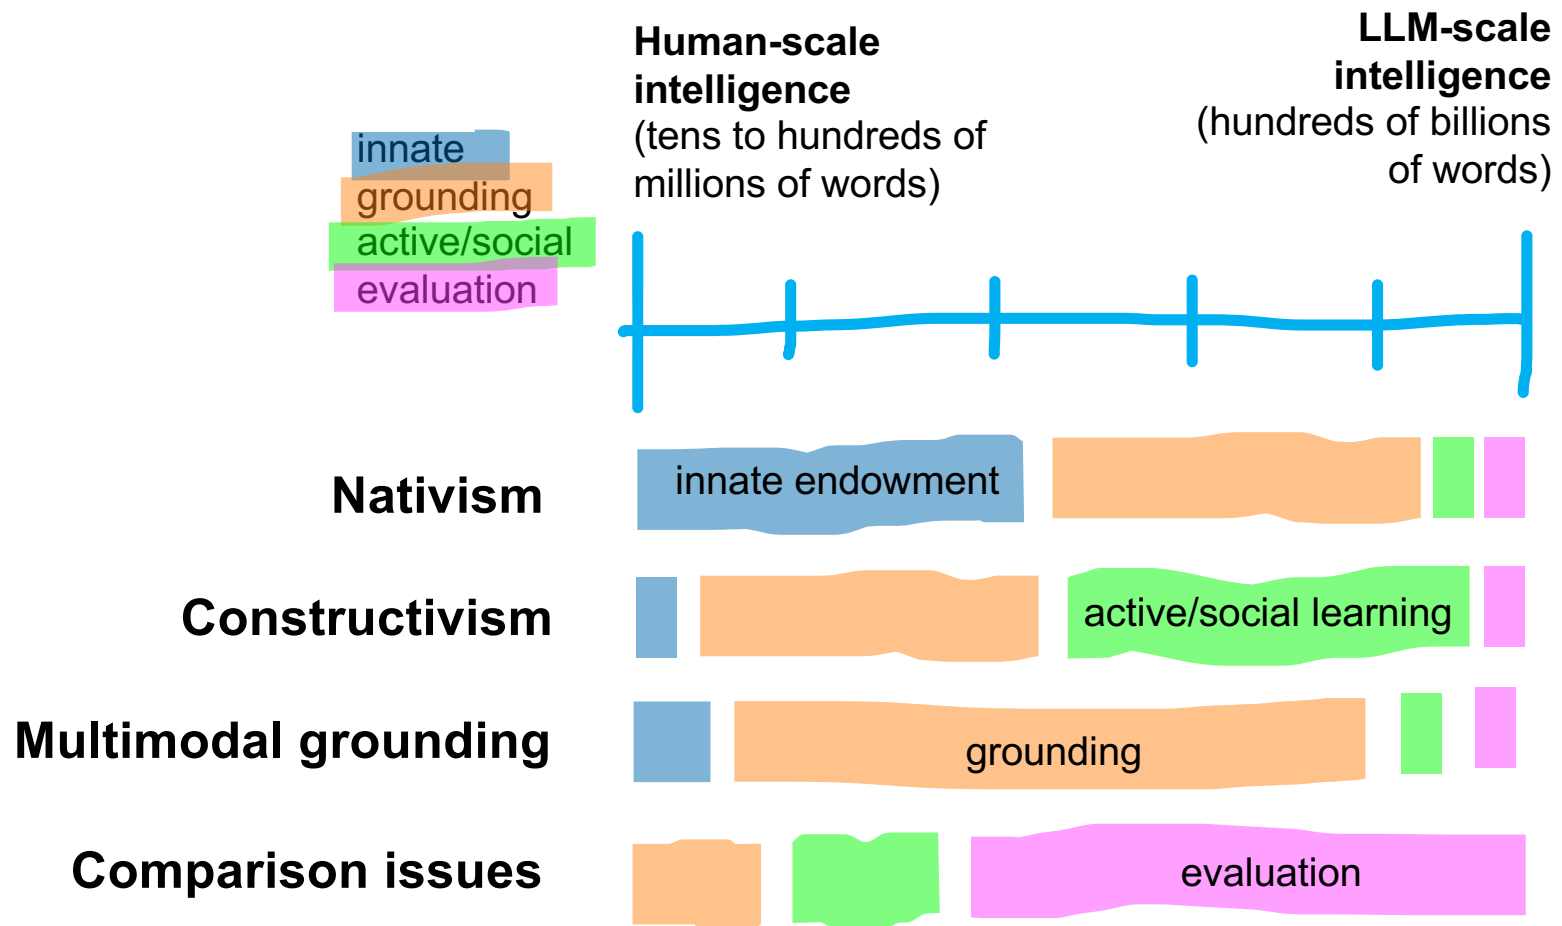 Human-scale
intelligence
(tens to hundreds of
millions of words)
LLM-scale
intelligence
(hundreds of billions
of words)
innate
grounding
active/social
evaluation
Nativism
innate endowment
Constructivism
active/social learning
Multimodal grounding
grounding
Comparison issues
evaluation